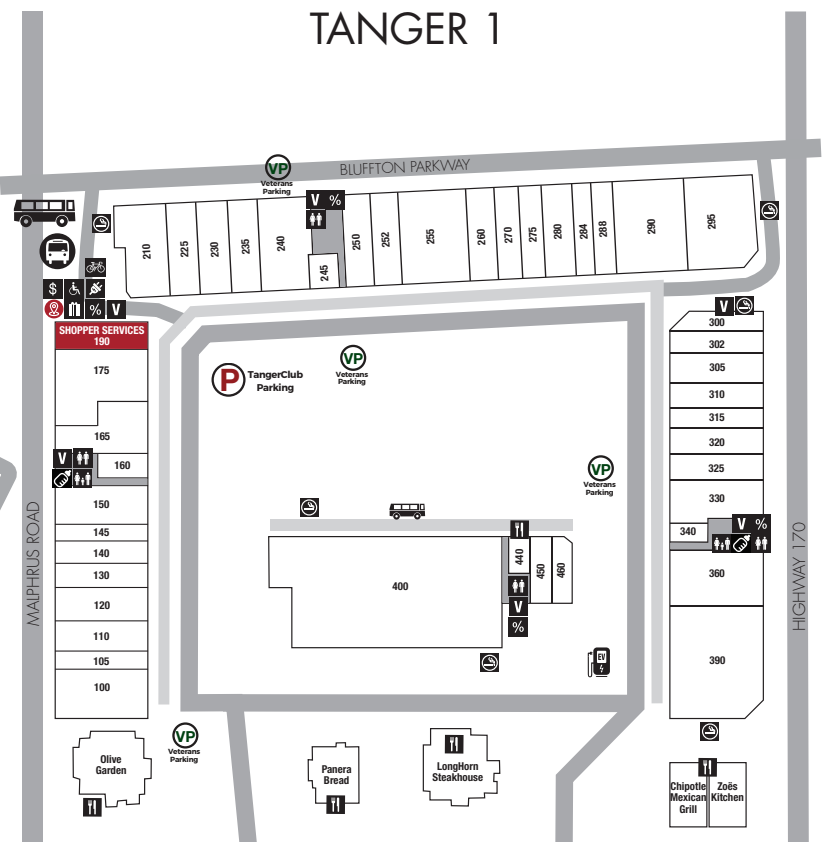 TANGER 1
BLUFFTON PARKWAY
VP
Veterans
Parking
V %
210
225
230
235
240
245
250
252
255
260
270
275
280
284
288
290
295
$
% V
SHOPPER SERVICES
190
175
165
160
V
150
145
140
130
120
110
105
100
MALPHRUS ROAD
P
TangerClub
Parking
VP
Veterans
Parking
VP
Veterans
Parking
V
300
302
305
310
315
320
325
330
340
V %
360
390
HIGHWAY 170
400
440
450
460
V
%
EV
VP
Veterans
Parking
Olive
Garden
Panera
Bread
LongHorn
Steakhouse
Chipotle
Mexican
Grill
Zoës
Kitchen